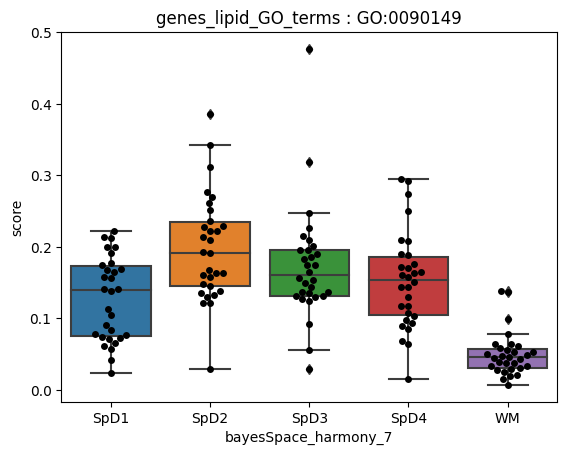 genes_lipid_GO_terms : GO:0090149
0.5
0.4
0.3
0.2
0.1
0.0
score
SpD1 SpD2 SpD3 SpD4 WM
bayesSpace_harmony_7